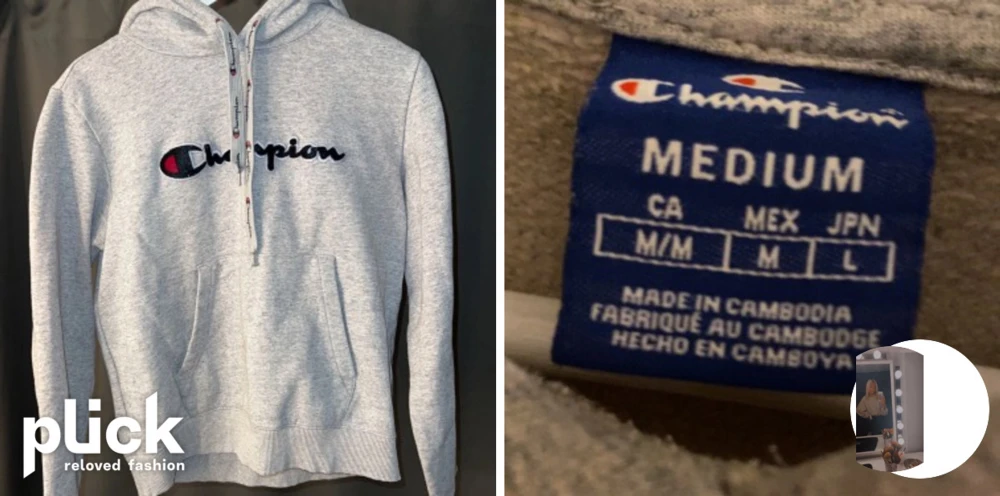 Champion
plick
reloved fashion
Champion
MEDIUM
CA MEX JPN
M/M M L
MADE IN CAMBODIA
FABRIQUÉ AU CAMBODGE
HECHO EN CAMBOYA